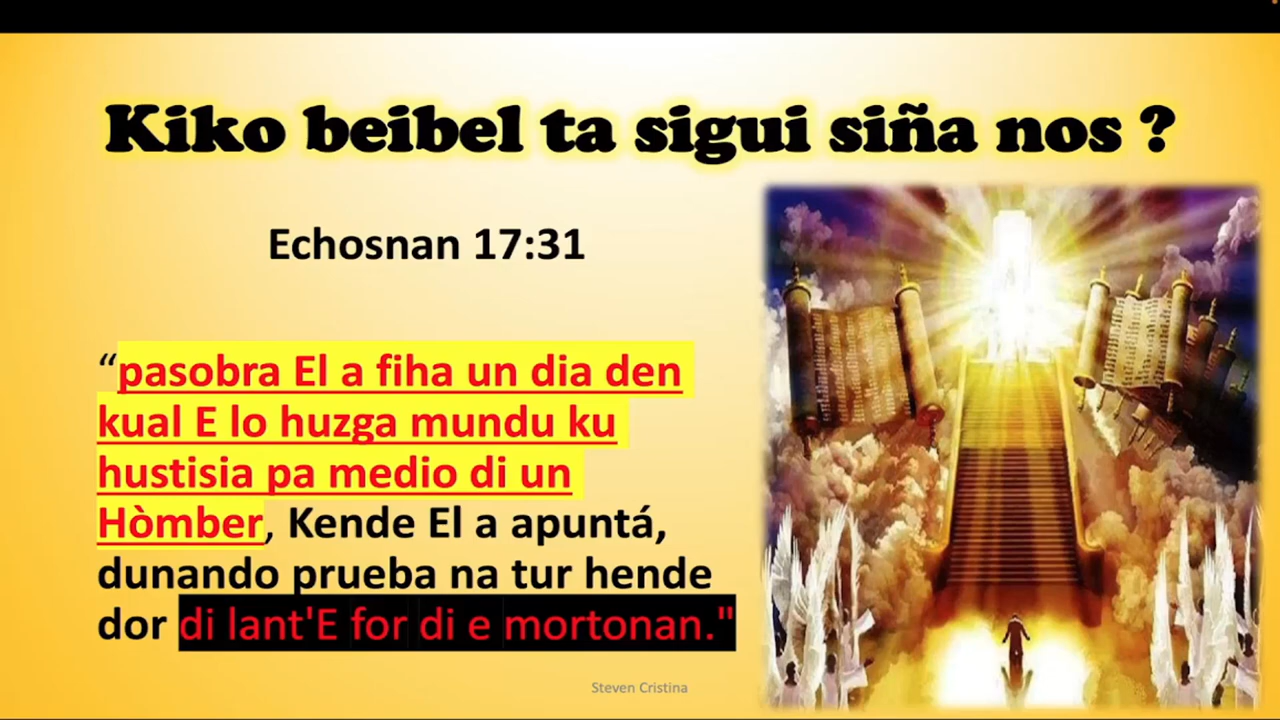 Kiko beibel ta sigui siña nos ?
Echosnan 17:31
“pasobra El a fiha un dia den
kual E lo huzga mundu ku
hustisia pa medio di un
Hòmber, Kende El a apuntá,
dunando prueba na tur hende
dor di lant'E for di e mortonan."
Steven Cristina